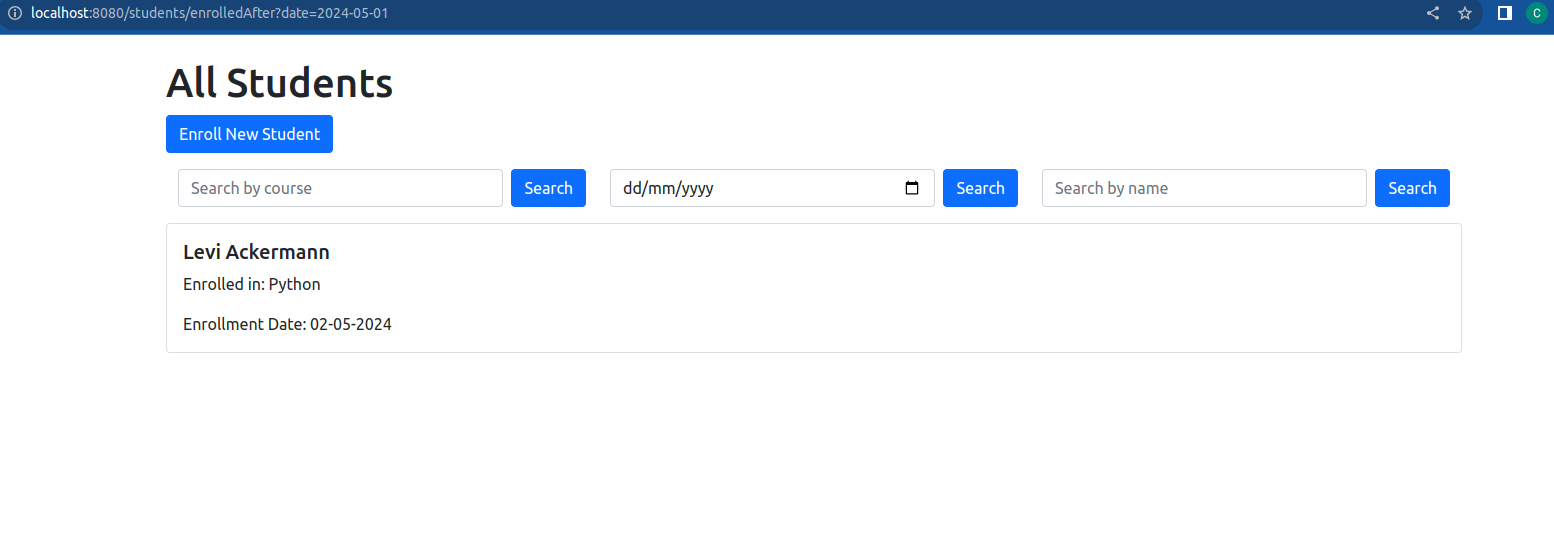 localhost:8080/students/enrolledAfter?date=2024-05-01
C
All Students
Enroll New Student
Search by course Search dd/mm/yyyy Search Search by name Search
Levi Ackermann
Enrolled in: Python
Enrollment Date: 02-05-2024